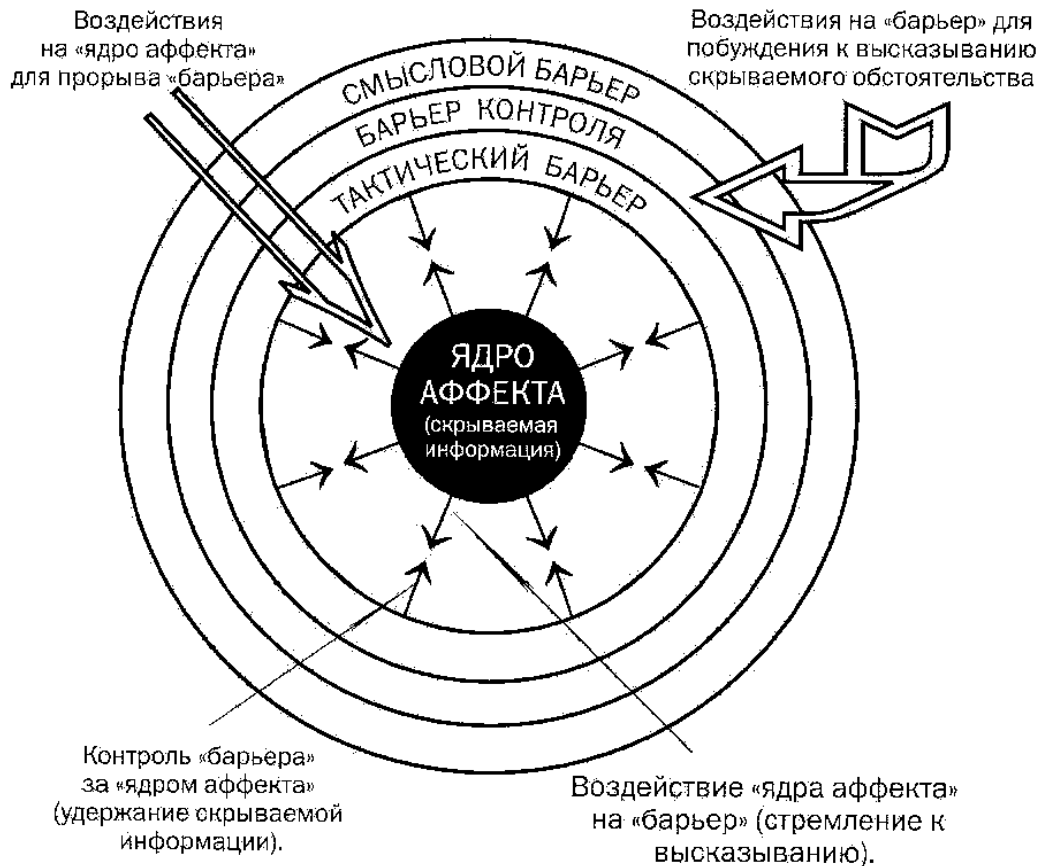 Воздействия
на «ядро аффекта»
для прорыва «барьера»
Воздействия на «барьер» для
побуждения к высказыванию
скрываемого обстоятельства
СМЫСЛОВОЙ БАРЬЕР
БАРЬЕР КОНТРОЛЯ
ТАКТИЧЕСКИЙ БАРЬЕР
ЯДРО
АФФЕКТА
(скрываемая
информация)
Контроль «барьера»
за «ядром аффекта»
(удержание скрываемой
информации).
Воздействие «ядра аффекта»
на «барьер» (стремление к
высказыванию).